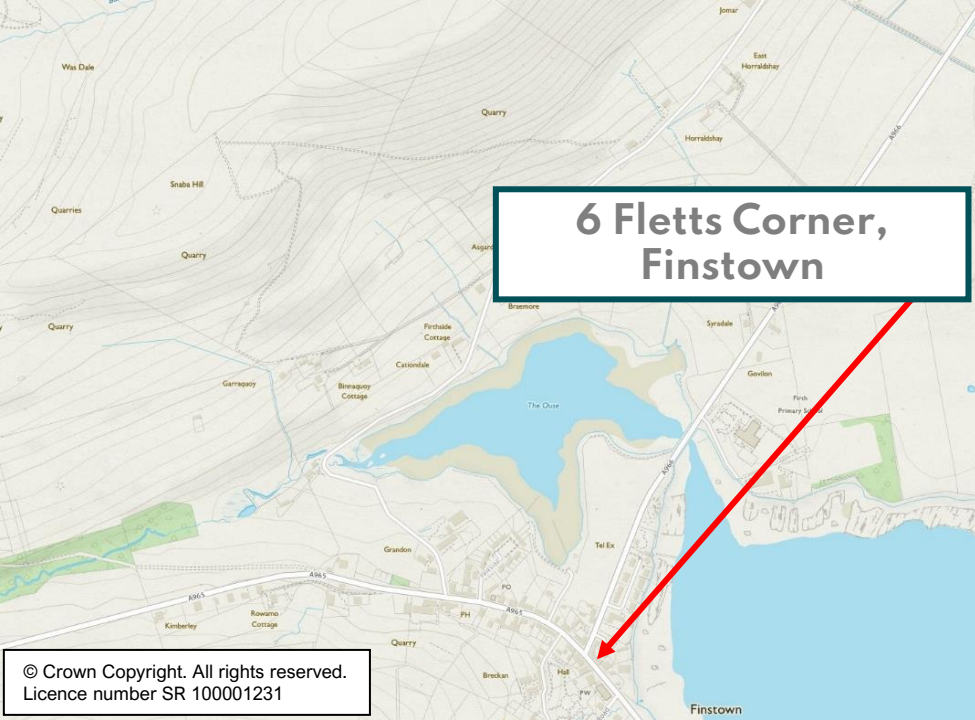 Jomar
East
Horraldshay
Was Dale
Quarry
A966
Horraldshay
Snaba Hill
Quarries
6 Fletts Corner,
Finstown
Quarry
Braemore
Quarry
Firthside
Cottage
Syradale
Cationdale
Govilon
Garraquoy
Binnaquoy
Cottage
The Ouse
Firth
Primary
A966
Grandon
Tel Ex
A965
PO
A965
PH
A965
Kimberley
Rowamo
Cottage
Quarry
Breckan
Hall
PW
© Crown Copyright. All rights reserved.
Licence number SR 100001231
Finstown